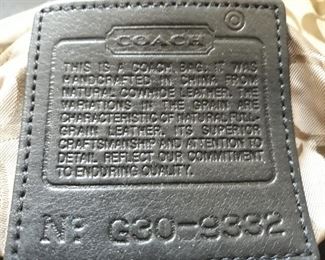 COACH ©
THIS IS A COACH BAG. IT WAS
HANDCRAFTED IN CHINA FROM
NATURAL COWHIDE LEATHER. THE
VARIATIONS IN THE GRAIN ARE
CHARACTERISTIC OF NATURAL FULL-
GRAIN LEATHER. ITS SUPERIOR
CRAFTSMANSHIP AND ATTENTION TO
DETAIL REFLECT OUR COMMITMENT
TO ENDURING QUALITY.
Nº G3O-9332